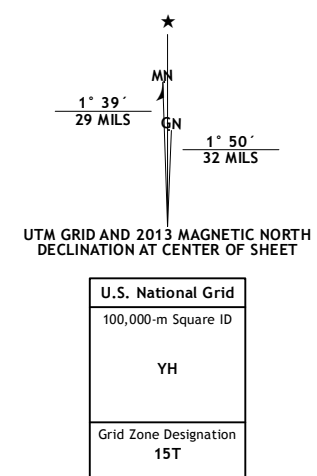 ★
MN
1° 39´
29 MILS
GN
1° 50´
32 MILS
UTM GRID AND 2013 MAGNETIC NORTH
DECLINATION AT CENTER OF SHEET
U.S. National Grid
100,000-m Square ID
YH
Grid Zone Designation
15T